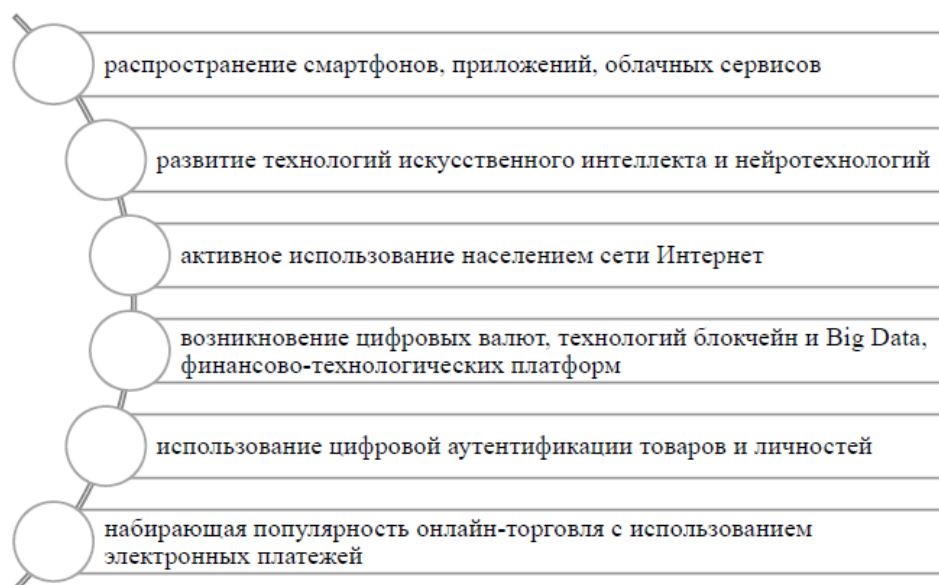 распространение смартфонов, приложений, облачных сервисов
развитие технологий искусственного интеллекта и нейротехнологий
активное использование населением сети Интернет
возникновение цифровых валют, технологий блокчейн и Big Data,
финансово-технологических платформ
использование цифровой аутентификации товаров и личностей
набирающая популярность онлайн-торговля с использованием
электронных платежей